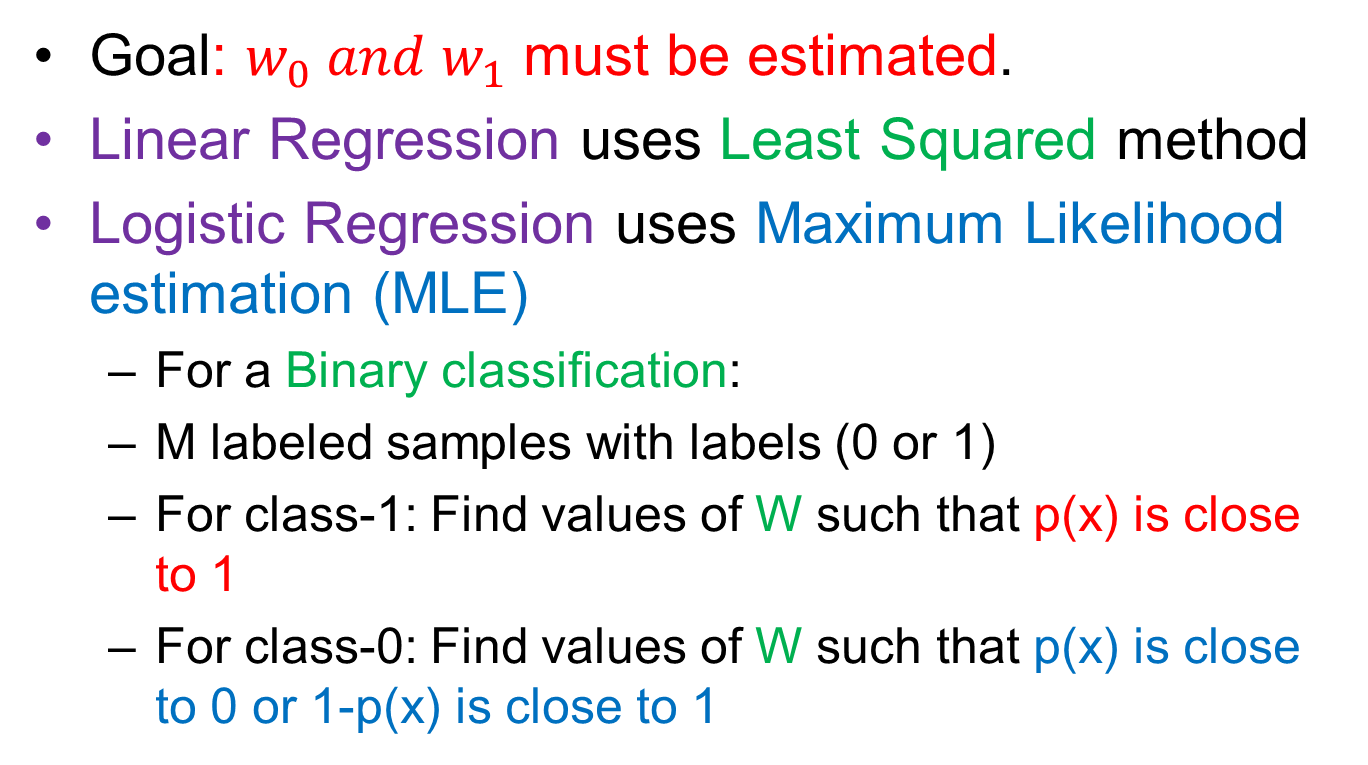 • Goal: w₀ and w₁ must be estimated.
• Linear Regression uses Least Squared method
• Logistic Regression uses Maximum Likelihood
estimation (MLE)
– For a Binary classification:
– M labeled samples with labels (0 or 1)
– For class-1: Find values of W such that p(x) is close
to 1
– For class-0: Find values of W such that p(x) is close
to 0 or 1-p(x) is close to 1